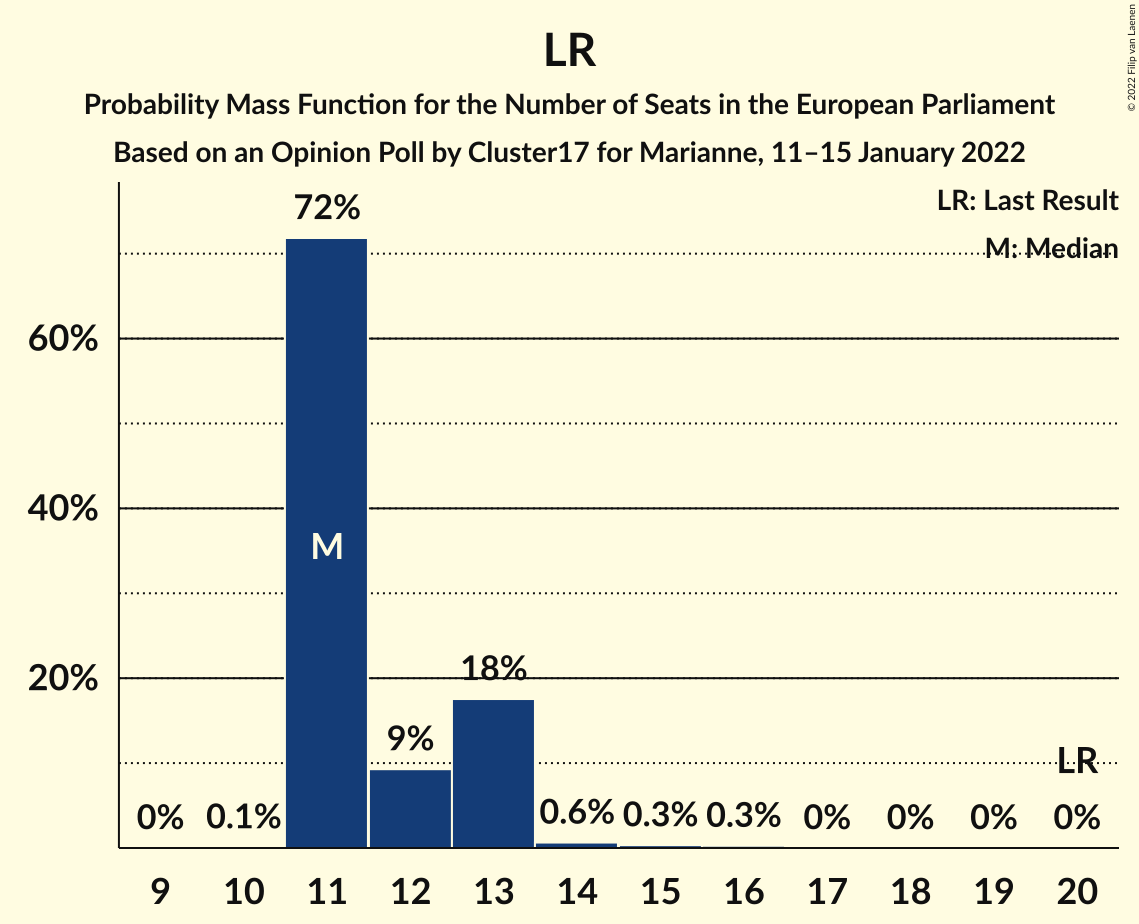 LR
Probability Mass Function for the Number of Seats in the European Parliament
Based on an Opinion Poll by Cluster17 for Marianne, 11–15 January 2022
© 2022 Filip van Laenen
LR: Last Result
M: Median
72%
60%
40%
M
20%
18%
9%
LR
0% 0.1% 0.6% 0.3% 0.3% 0% 0% 0% 0%
9 10 11 12 13 14 15 16 17 18 19 20